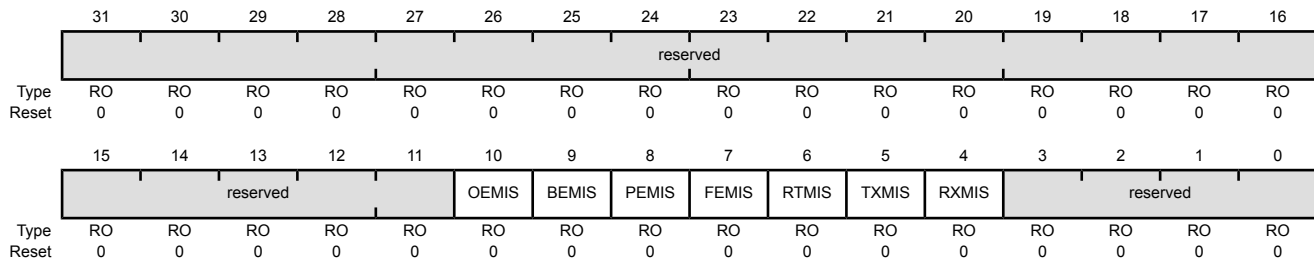 31 30 29 28 27 26 25 24 23 22 21 20 19 18 17 16
reserved
Type RO RO RO RO RO RO RO RO RO RO RO RO RO RO RO RO
Reset 0 0 0 0 0 0 0 0 0 0 0 0 0 0 0 0
15 14 13 12 11 10 9 8 7 6 5 4 3 2 1 0
reserved OEMIS BEMIS PEMIS FEMIS RTMIS TXMIS RXMIS reserved
Type RO RO RO RO RO RO RO RO RO RO RO RO RO RO RO RO
Reset 0 0 0 0 0 0 0 0 0 0 0 0 0 0 0 0